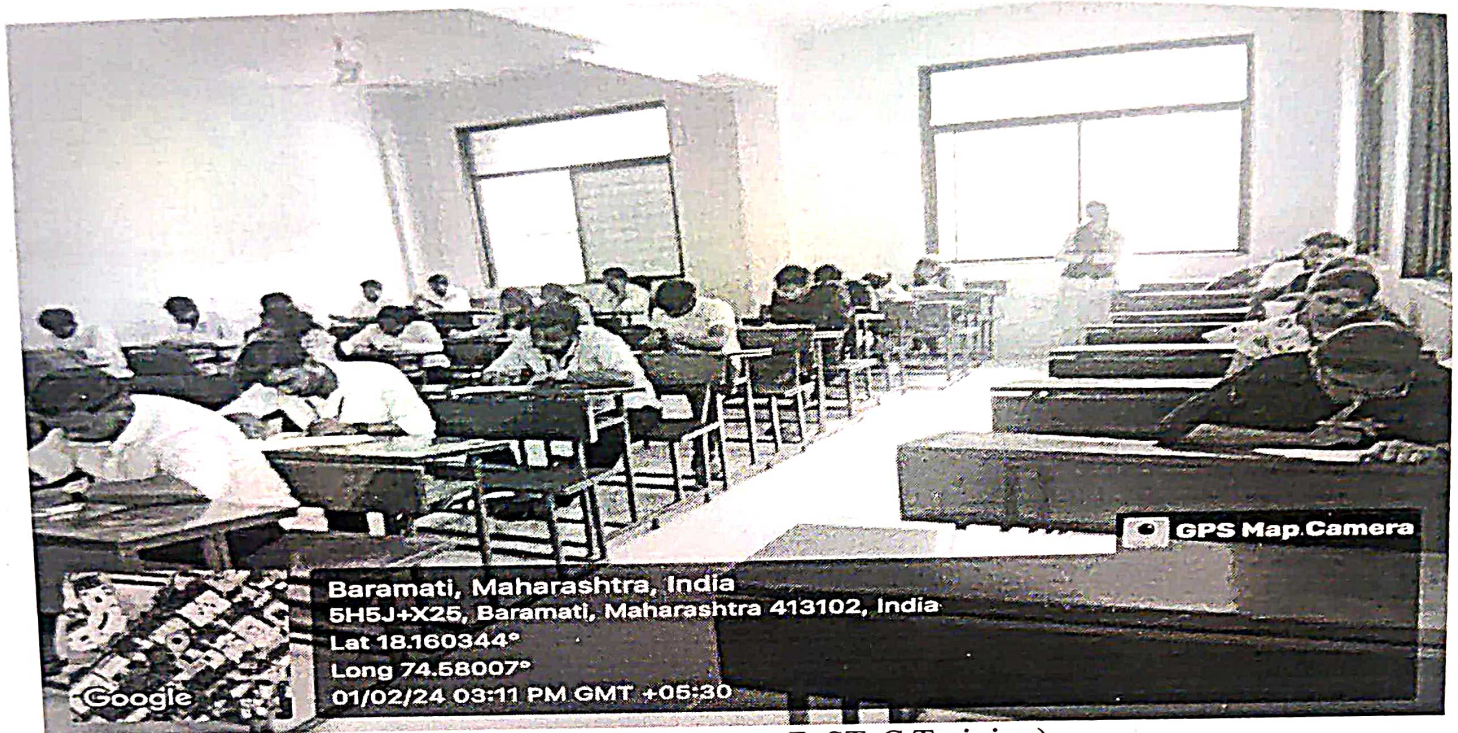 GPS Map Camera
Baramati, Maharashtra, India
5H5J+X25, Baramati, Maharashtra 413102, India
Lat 18.160344°
Long 74.58007°
01/02/24 03:11 PM GMT +05:30
Google
Training)